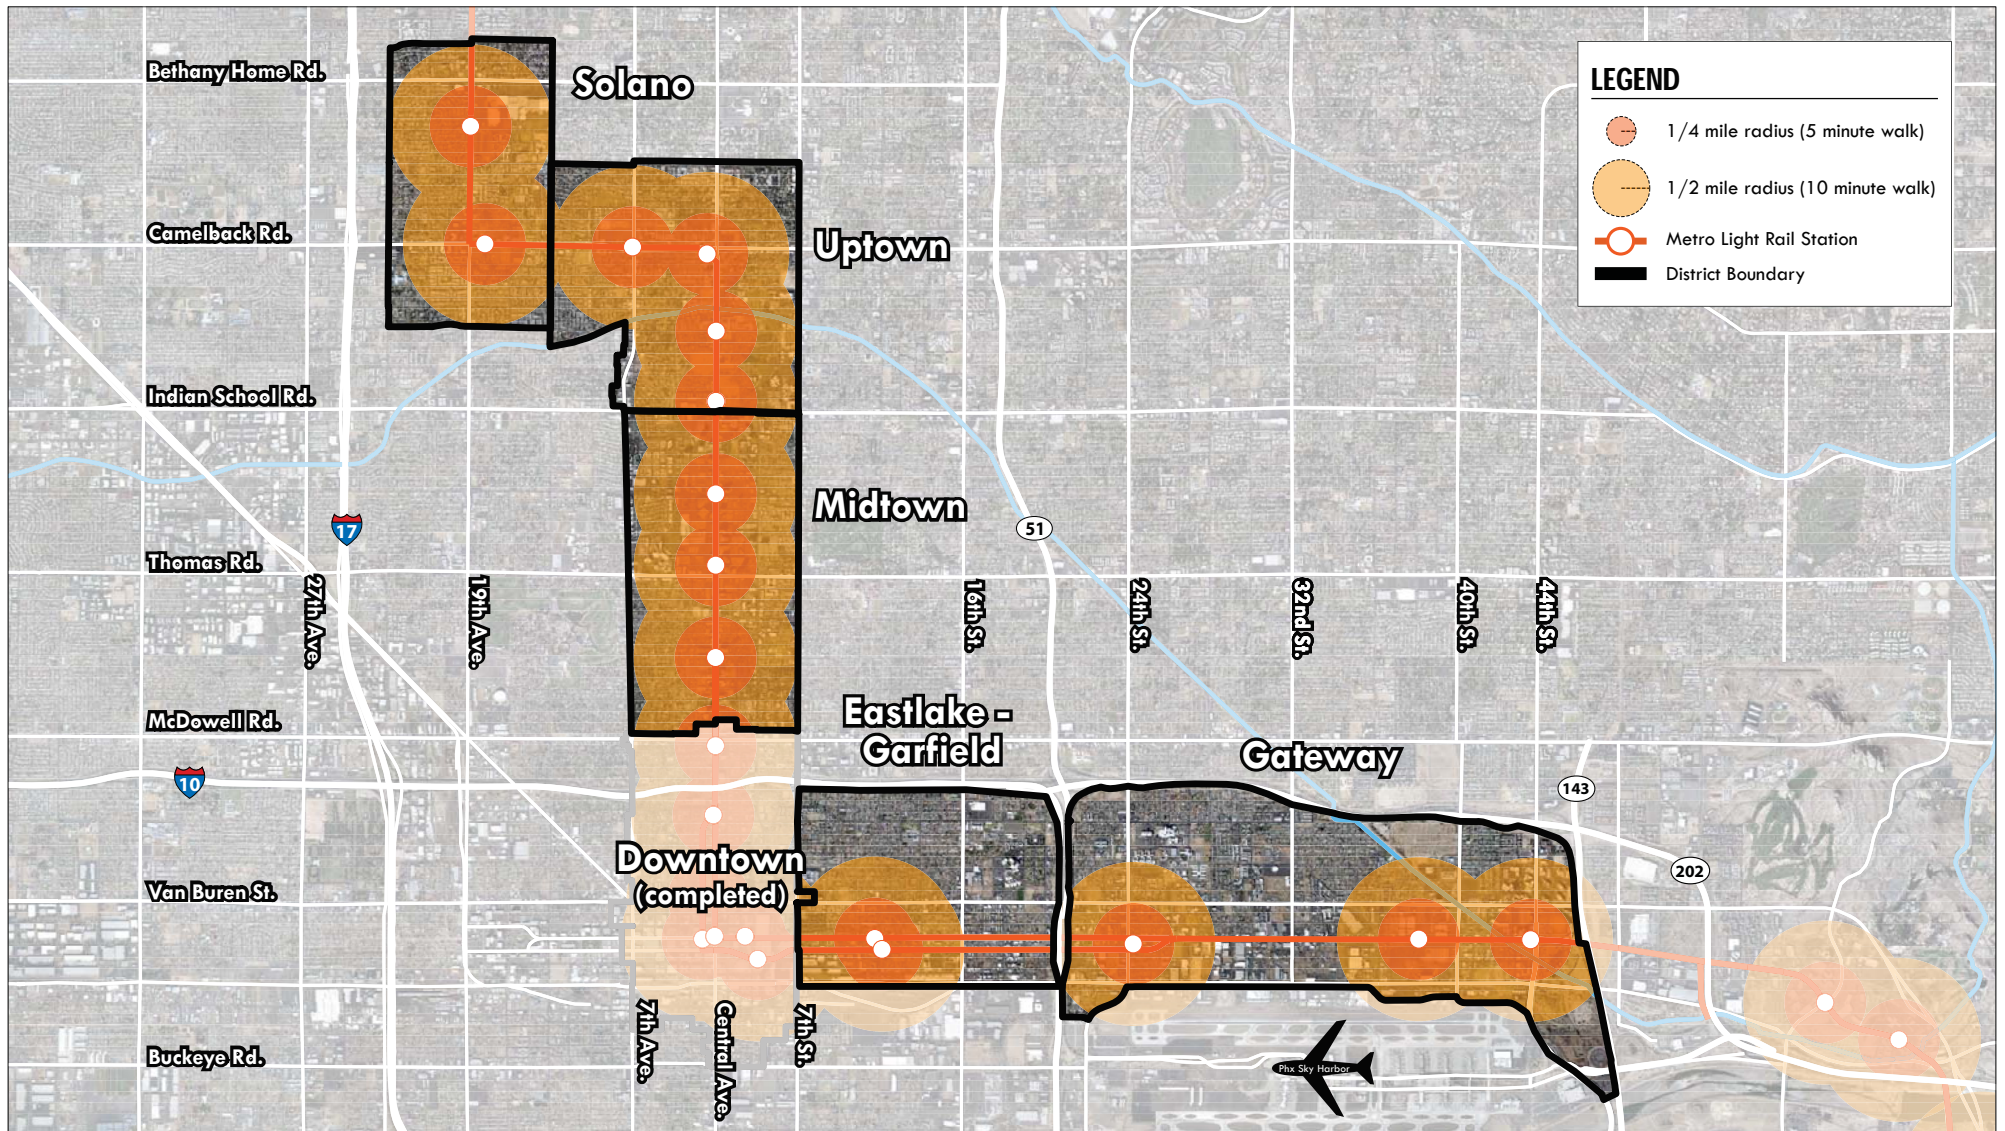 Bethany Home Rd.
Solano
LEGEND
1/4 mile radius (5 minute walk)
1/2 mile radius (10 minute walk)
Metro Light Rail Station
District Boundary
Camelback Rd.
Uptown
Indian School Rd.
Midtown
17
51
Thomas Rd.
27th Ave.
19th Ave.
16th St.
24th St.
32nd St.
40th St.
44th St.
McDowell Rd.
Eastlake -
Garfield
Gateway
10
143
Downtown
(completed)
202
Van Buren St.
7th Ave.
Central Ave.
7th St.
Buckeye Rd.
Phx Sky Harbor